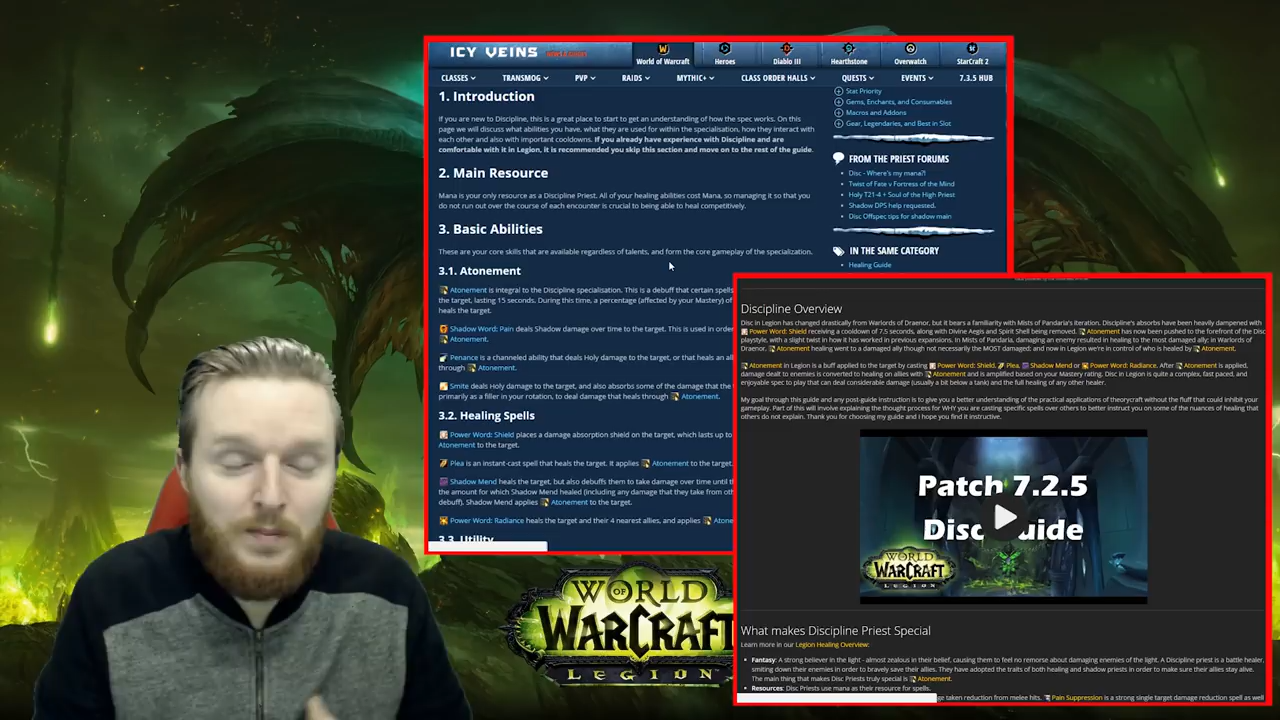 ICY VEINS
World of Warcraft
Heroes
Diablo III
Hearthstone
Overwatch
StarCraft 2
CLASSES
TRANSMOG
PVP
RAIDS
MYTHIC+
CLASS ORDER HALLS
QUESTS
EVENTS
7.3.5 HUB
1. Introduction
If you are new to Discipline, this is a great place to start to get an understanding of how the spec works. On this
page we will discuss what abilities you have, what they are used for within the specialisation, how they interact with
each other and also with important cooldowns. If you already have experience with Discipline and are
comfortable with it in Legion, it is recommended you skip this section and move on to the rest of the guide.
2. Main Resource
Mana is your only resource as a Discipline Priest. All of your healing abilities cost Mana, so managing it so that you
do not run out over the course of each encounter is crucial to being able to heal competitively.
3. Basic Abilities
These are your core skills that are available regardless of talents, and form the core gameplay of the specialization.
3.1. Atonement
Atonement is integral to the Discipline specialisation. This is a debuff that certain spells
the target, lasting 15 seconds. During this time, a percentage (affected by your Mastery) of
heals the target.
Shadow Word: Pain deals Shadow damage over time to the target. This is used in order
Atonement.
Penance is a channeled ability that deals Holy damage to the target, or that heals an all
through Atonement.
Smite deals Holy damage to the target, and also absorbs some of the damage that the
primarily as a filler in your rotation, to deal damage that heals through Atonement.
3.2. Healing Spells
Power Word: Shield places a damage absorption shield on the target, which lasts up to
Atonement to the target.
Plea is an instant-cast spell that heals the target. It applies Atonement to the target.
Shadow Mend heals the target, but also debuffs them to take damage over time until th
the amount for which Shadow Mend healed (including any damage that they take from oth
debuff). Shadow Mend applies Atonement to the target.
Power Word: Radiance heals the target and their 4 nearest allies, and applies Atone
3.3. Utility
Stat Priority
Gems, Enchants, and Consumables
Macros and Addons
Gear, Legendaries, and Best in Slot
FROM THE PRIEST FORUMS
Disc - Where's my mana?!
Twist of Fate v Fortress of the Mind
Holy T21-4 + Soul of the High Priest
Shadow DPS help requested.
Disc Offspec tips for shadow main
IN THE SAME CATEGORY
Healing Guide
Discipline Overview
Disc in Legion has changed drastically from Warlords of Draenor, but it bears a familiarity with Mists of Pandaria's iteration. Discipline's absorbs have been heavily dampened with
Power Word: Shield receiving a cooldown of 7.5 seconds, along with Divine Aegis and Spirit Shell being removed. Atonement has now been pushed to the forefront of the Disc
playstyle, with a slight twist in how it has worked in previous expansions. In Mists of Pandaria, damaging an enemy resulted in healing to the most damaged ally; in Warlords of
Draenor, Atonement healing went to a damaged ally though not necessarily the MOST damaged; and now in Legion we're in control of who is healed by Atonement.
Atonement in Legion is a buff applied to the target by casting Power Word: Shield, Plea, Shadow Mend or Power Word: Radiance. After Atonement is applied,
damage dealt to enemies is converted to healing on allies with Atonement and is amplified based on your Mastery rating. Disc in Legion is quite a complex, fast paced, and
enjoyable spec to play that can deal considerable damage (usually a bit below a tank) and the full healing of any other healer.
My goal through this guide and any post-guide instruction is to give you a better understanding of the practical applications of theorycraft without the fluff that could inhibit your
gameplay. Part of this will involve explaining the thought process for WHY you are casting specific spells over others to better instruct you on some of the nuances of healing that
others do not explain. Thank you for choosing my guide and I hope you find it instructive.
Patch 7.2.5
Disc Guide
WORLD OF WARCRAFT
LEGION
What makes Discipline Priest Special
Learn more in our Legion Healing Overview:
Fantasy: A strong believer in the light - almost zealous in their belief, causing them to feel no remorse about damaging enemies of the light. A Discipline priest is a battle healer,
smiting down their enemies in order to bravely save their allies. They have adopted the traits of both healing and shadow priests in order to make sure their allies stay alive.
The main thing that makes Disc Priests truly special is Atonement.
Resources: Disc Priests use mana as their resource for spells.
ge taken reduction from melee hits. Pain Suppression is a strong single target damage reduction spell as well
WORLD OF
WARCRAFT
LEGION